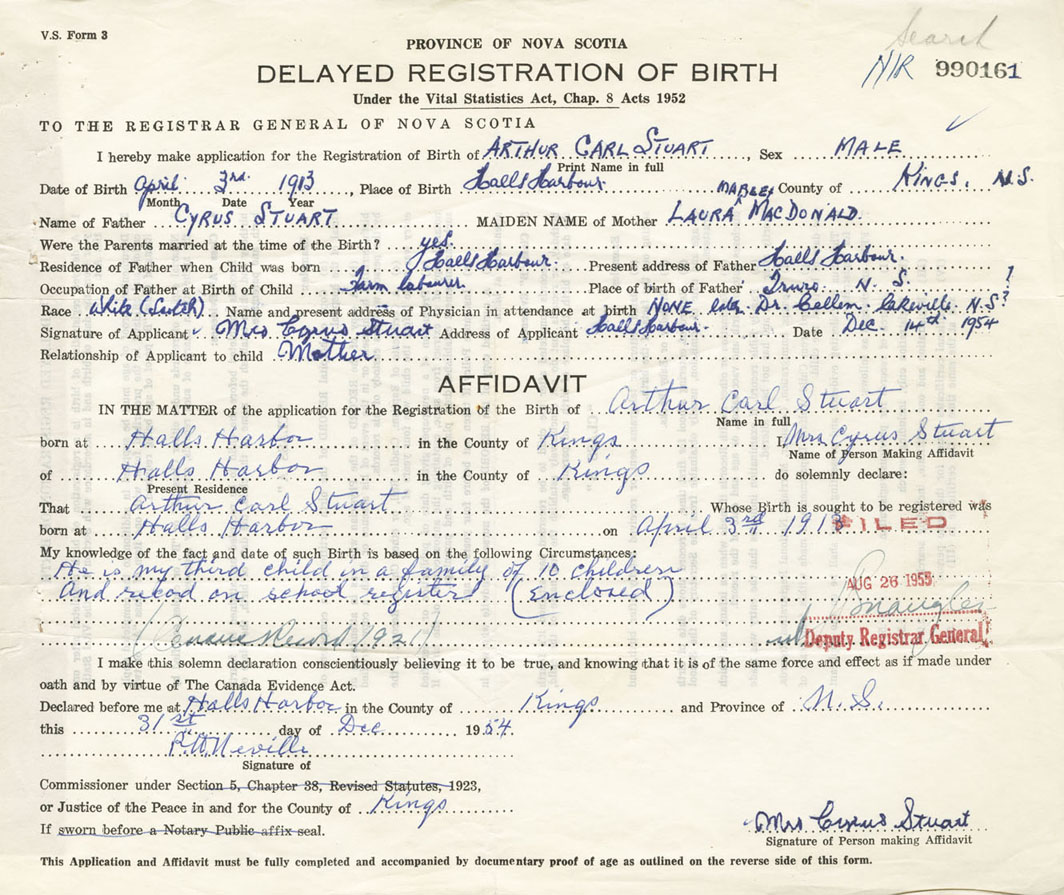 V.S. Form 3
Search
PROVINCE OF NOVA SCOTIA
NIR 990161
DELAYED REGISTRATION OF BIRTH
Under the Vital Statistics Act, Chap. 8 Acts 1952
TO THE REGISTRAR GENERAL OF NOVA SCOTIA
I hereby make application for the Registration of Birth of ARTHUR CARL STUART, Sex MALE
Print Name in full
Date of Birth April 3rd. 1913, Place of Birth Halls Harbour County of Kings, N.S.
Month Date Year
MABLE
Name of Father CYRUS STUART MAIDEN NAME of Mother LAURA MACDONALD.
Were the Parents married at the time of the Birth? yes.
Residence of Father when Child was born Halls Harbour. Present address of Father Halls Harbour.
Occupation of Father at Birth of Child Farm labourer Place of birth of Father Truro N.S. ?
Race White (Scotch) Name and present address of Physician in attendance at birth NONE Dr. Lakeville N.S?
Signature of Applicant Mrs Cyrus Stuart Address of Applicant Halls Harbour. Date Dec. 14th 1954
Relationship of Applicant to child Mother
AFFIDAVIT
IN THE MATTER of the application for the Registration of the Birth of Arthur Carl Stuart
Name in full
born at Halls Harbor in the County of Kings I, Mrs Cyrus Stuart
Name of Person Making Affidavit
of Halls Harbor in the County of Kings do solemnly declare:
Present Residence
That Arthur Carl Stuart Whose Birth is sought to be registered was
born at Halls Harbor on April 3rd 1913
FILED
My knowledge of the fact and date of such Birth is based on the following Circumstances:
He is my third child in a family of 10 children
And record on school register (Enclosed)
AUG 26 1955
(Census Record 1921)
Deputy Registrar General
I make this solemn declaration conscientiously believing it to be true, and knowing that it is of the same force and effect as if made under
oath and by virtue of The Canada Evidence Act.
Declared before me at Halls Harbor in the County of Kings and Province of N.S.
this 31st day of Dec 1954.
Neville
Signature of
Commissioner under Section 5, Chapter 38, Revised Statutes, 1923,
or Justice of the Peace in and for the County of Kings
If sworn before a Notary Public affix seal.
Mrs Cyrus Stuart
Signature of Person making Affidavit
This Application and Affidavit must be fully completed and accompanied by documentary proof of age as outlined on the reverse side of this form.